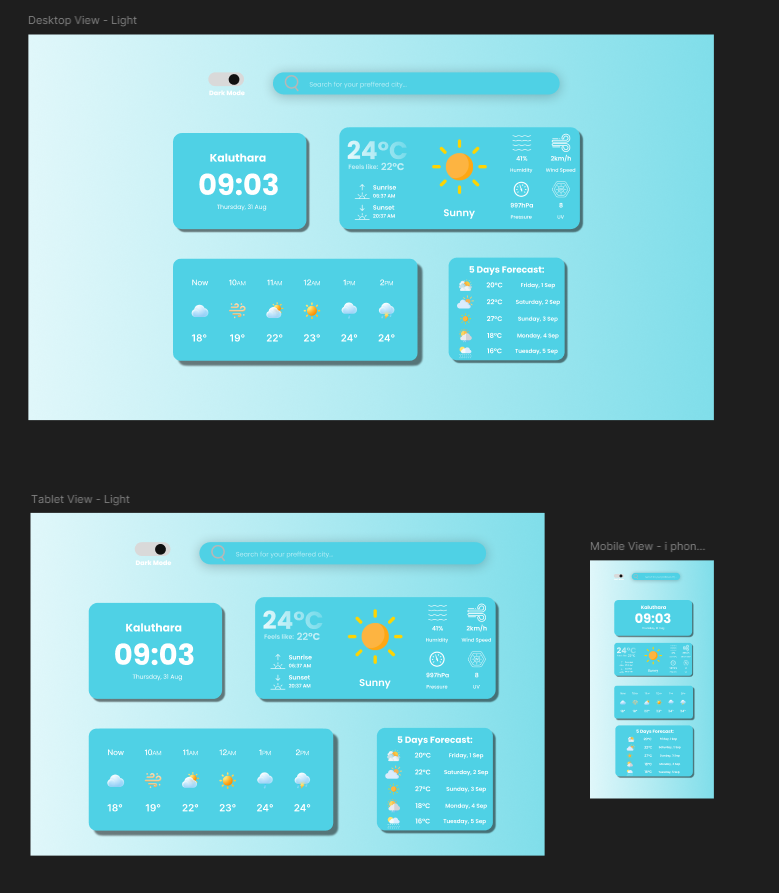 Desktop View - Light
Search for your preffered city...
Dark Mode
Kaluthara
09:03
Thursday, 31 Aug
24°C
Feels like: 22°C
Sunrise
06:37 AM
Sunset
20:37 AM
Sunny
41%
Humidity
2km/h
Wind Speed
997hPa
Pressure
8
UV
Now 10AM 11AM 12AM 1PM 2PM
18° 19° 22° 23° 24° 24°
5 Days Forecast:
20°C Friday, 1 Sep
22°C Saturday, 2 Sep
27°C Sunday, 3 Sep
18°C Monday, 4 Sep
16°C Tuesday, 5 Sep
Tablet View - Light
Search for your preffered city...
Dark Mode
Kaluthara
09:03
Thursday, 31 Aug
24°C
Feels like: 22°C
Sunrise
06:37 AM
Sunset
20:37 AM
Sunny
41%
Humidity
2km/h
Wind Speed
997hPa
Pressure
8
UV
Now 10AM 11AM 12AM 1PM 2PM
18° 19° 22° 23° 24° 24°
5 Days Forecast:
20°C Friday, 1 Sep
22°C Saturday, 2 Sep
27°C Sunday, 3 Sep
18°C Monday, 4 Sep
16°C Tuesday, 5 Sep
Mobile View - i phon...
Kaluthara
09:03
24°C
Sunny
5 Days Forecast: